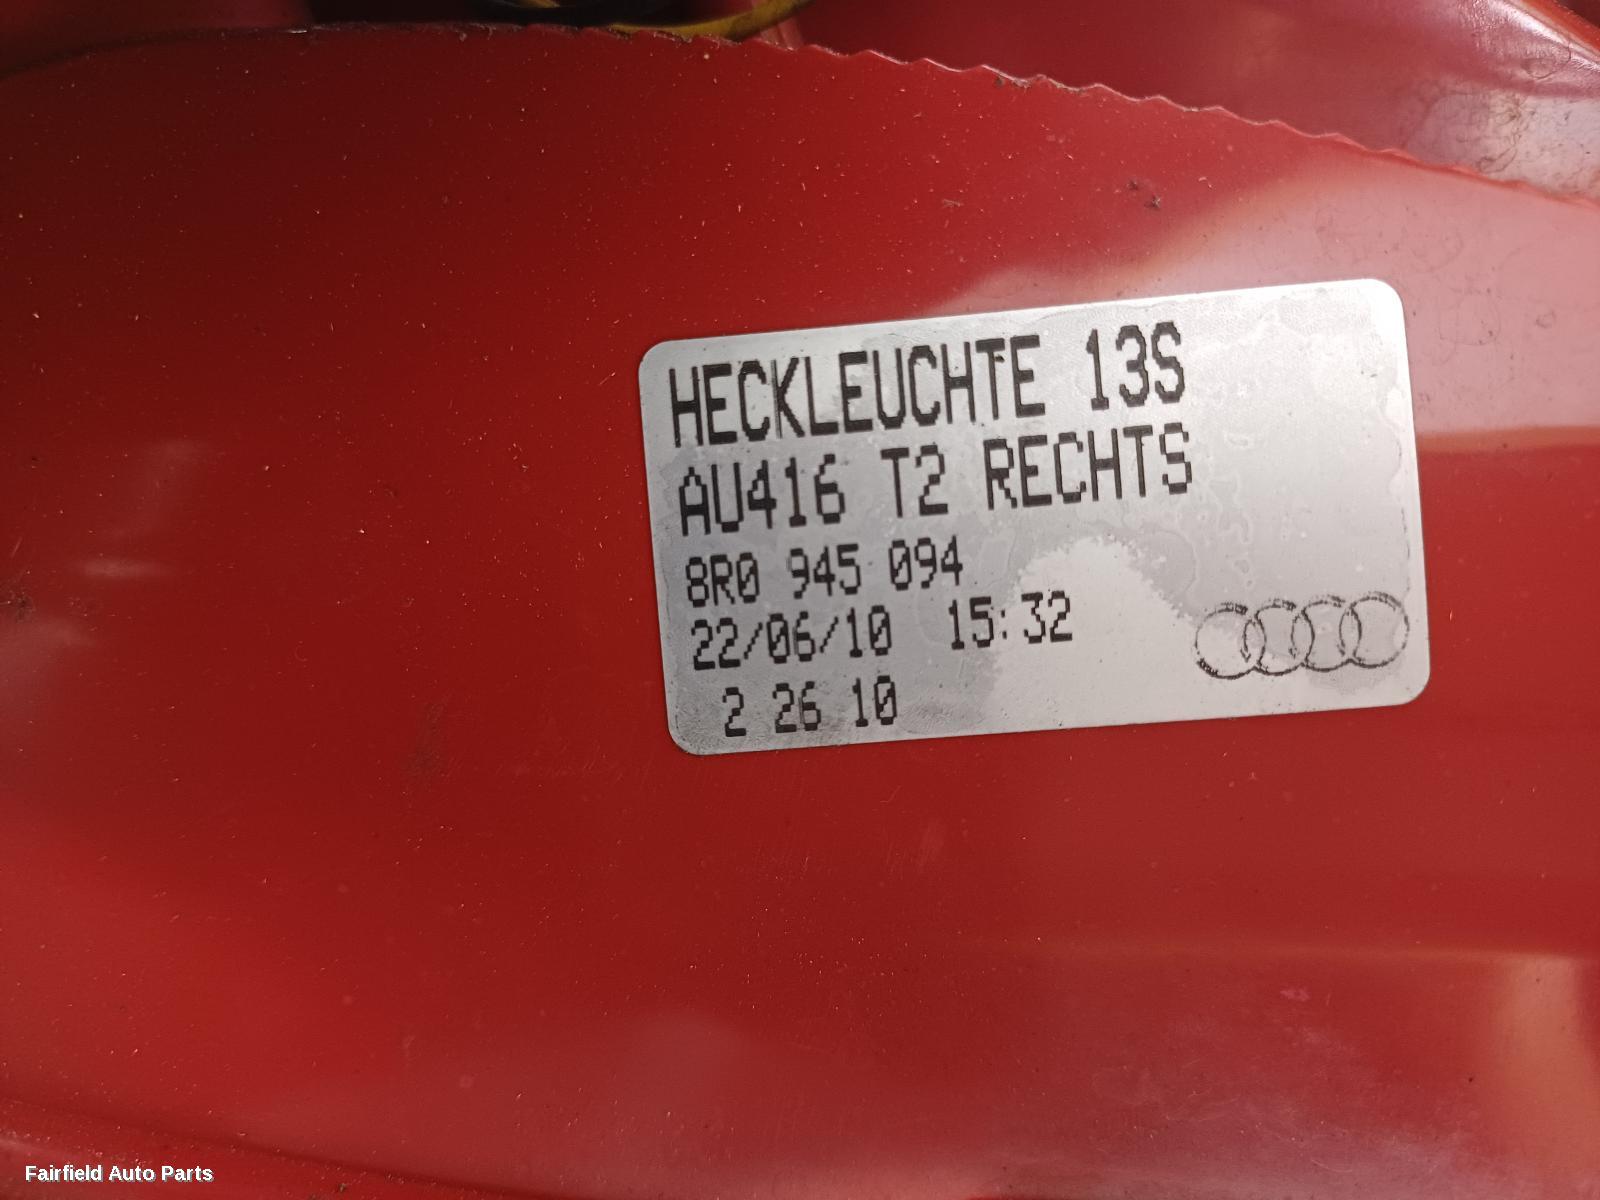 HECKLEUCHTE 13S
AU416 T2 RECHTS
8R0 945 094
22/06/10 15:32
2 26 10
Fairfield Auto Parts